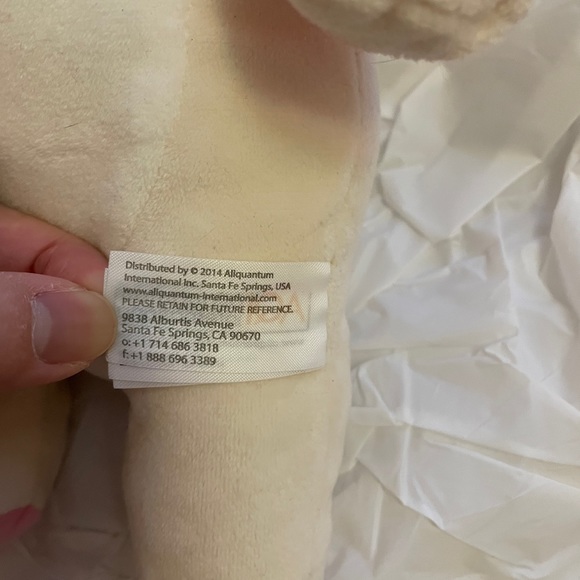 Distributed by © 2014 Aliquantum
International Inc. Santa Fe Springs, USA
www.aliquantum-international.com
PLEASE RETAIN FOR FUTURE REFERENCE.
9838 Alburtis Avenue
Santa Fe Springs, CA 90670
o: +1 714 686 3818
f: +1 888 696 3389